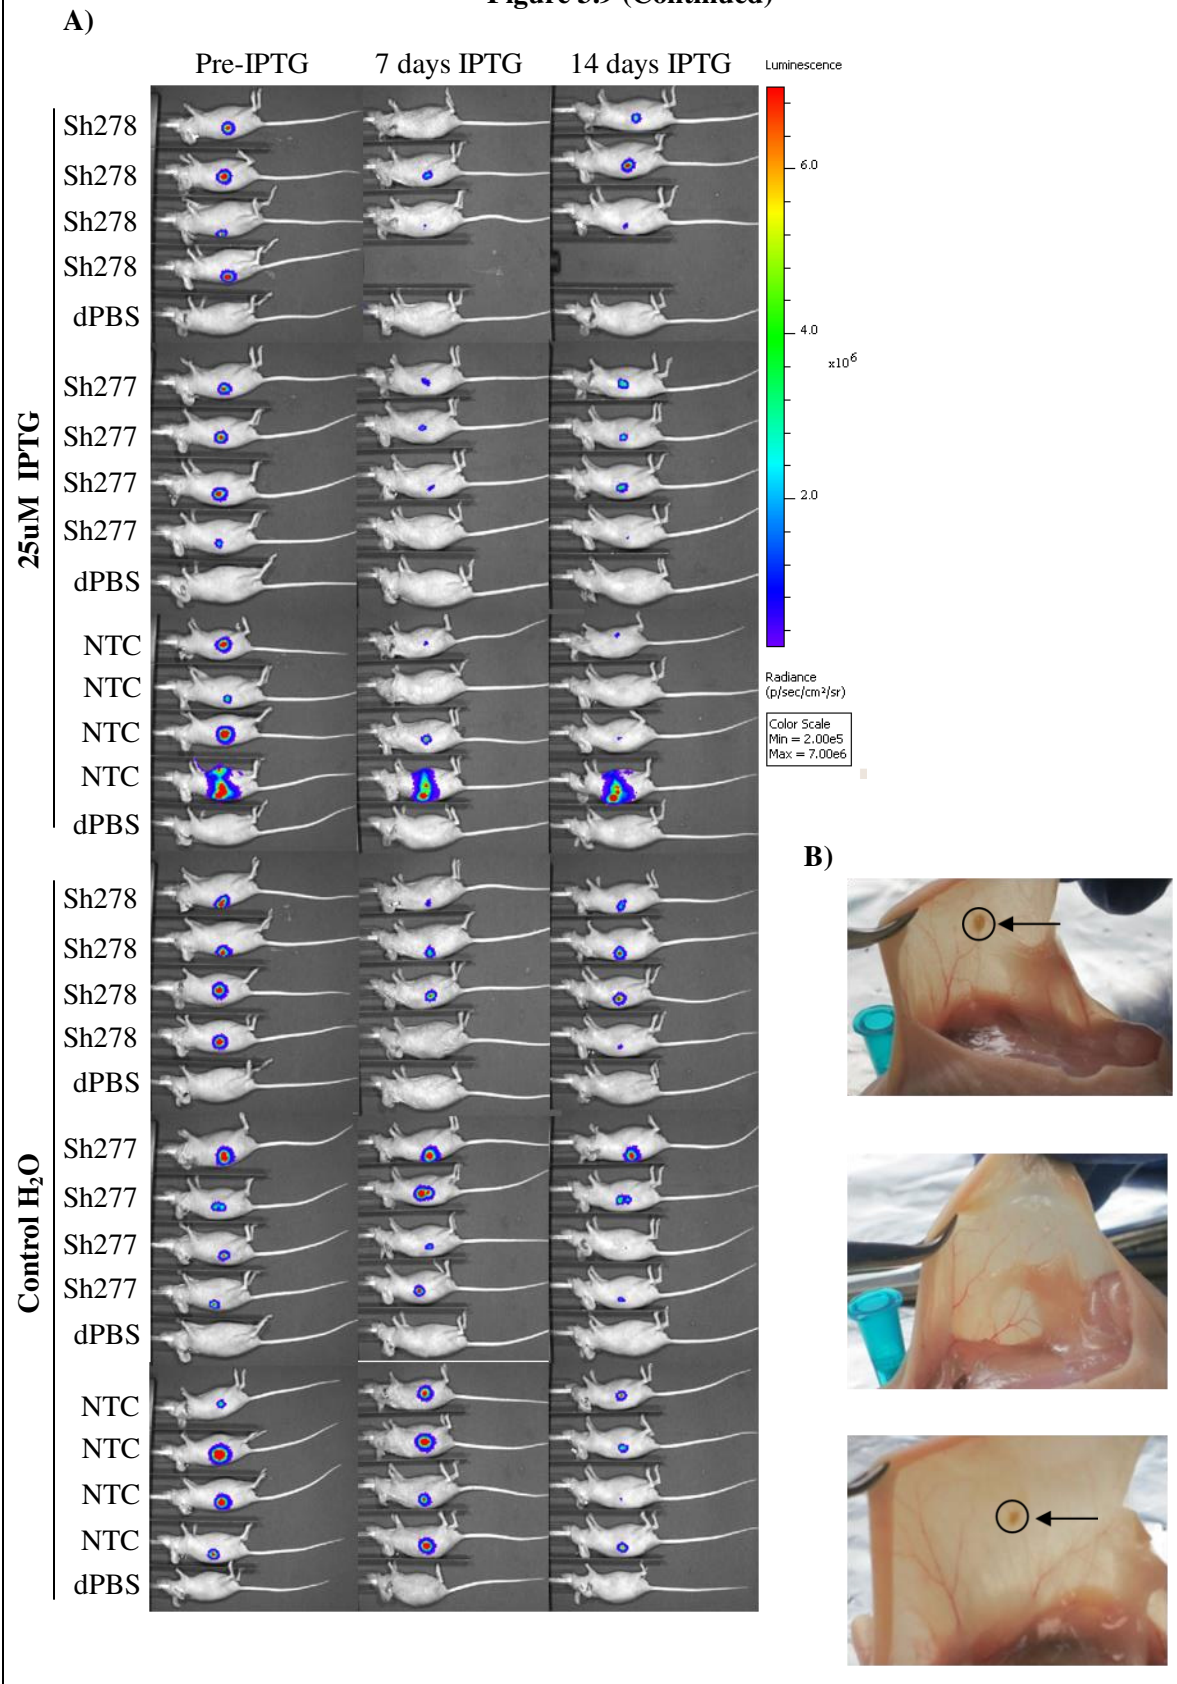 Figure 3.9 (Continued)
A)
Pre-IPTG 7 days IPTG 14 days IPTG
25uM IPTG
Sh278
Sh278
Sh278
Sh278
dPBS
Sh277
Sh277
Sh277
Sh277
dPBS
NTC
NTC
NTC
NTC
dPBS
Control H₂O
Sh278
Sh278
Sh278
Sh278
dPBS
Sh277
Sh277
Sh277
Sh277
dPBS
NTC
NTC
NTC
NTC
dPBS
Luminescence
6.0
4.0
x10⁶
2.0
Radiance
(p/sec/cm²/sr)
Color Scale
Min = 2.00e5
Max = 7.00e6
B)